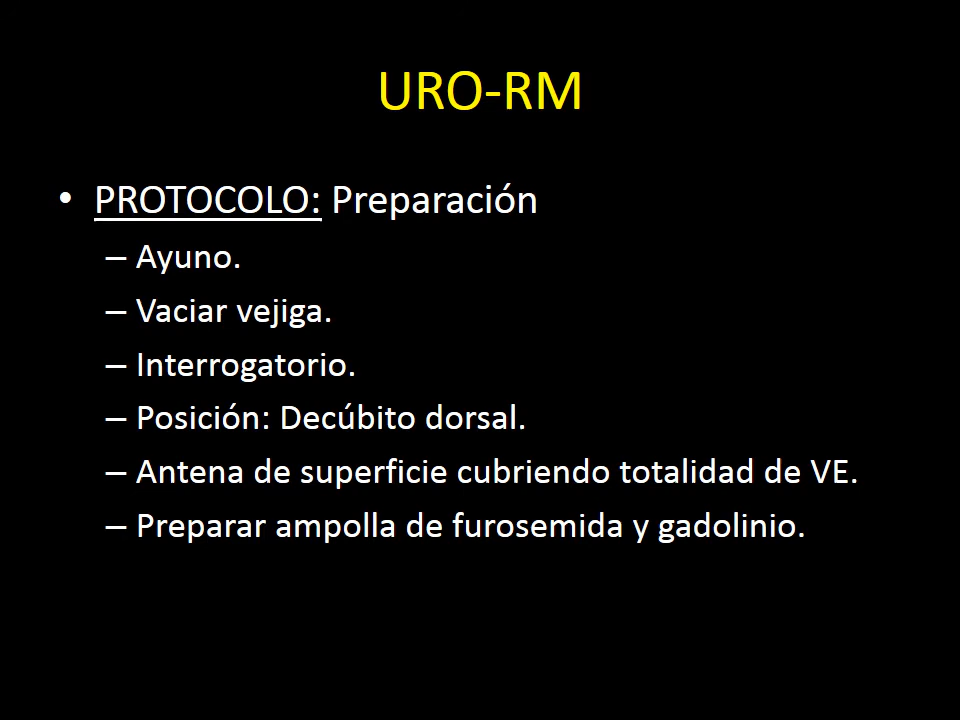 URO-RM
• PROTOCOLO: Preparación
– Ayuno.
– Vaciar vejiga.
– Interrogatorio.
– Posición: Decúbito dorsal.
– Antena de superficie cubriendo totalidad de VE.
– Preparar ampolla de furosemida y gadolinio.